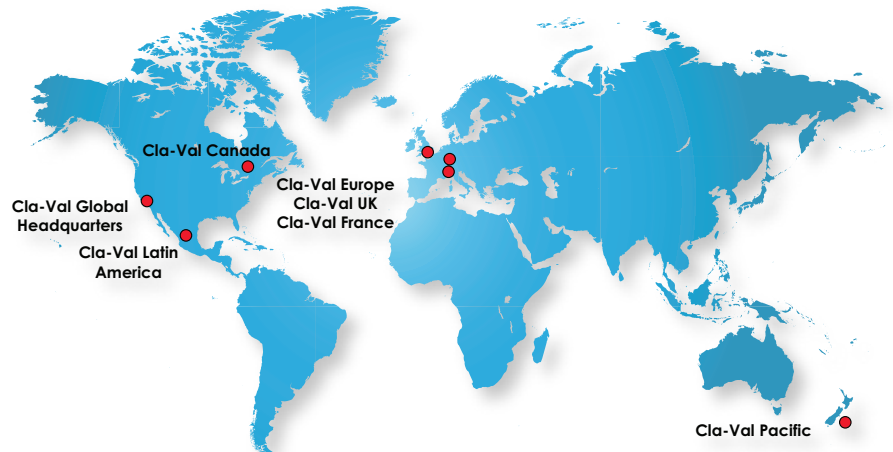 Cla-Val Canada
Cla-Val Global
Headquarters
Cla-Val Latin
America
Cla-Val Europe
Cla-Val UK
Cla-Val France
Cla-Val Pacific